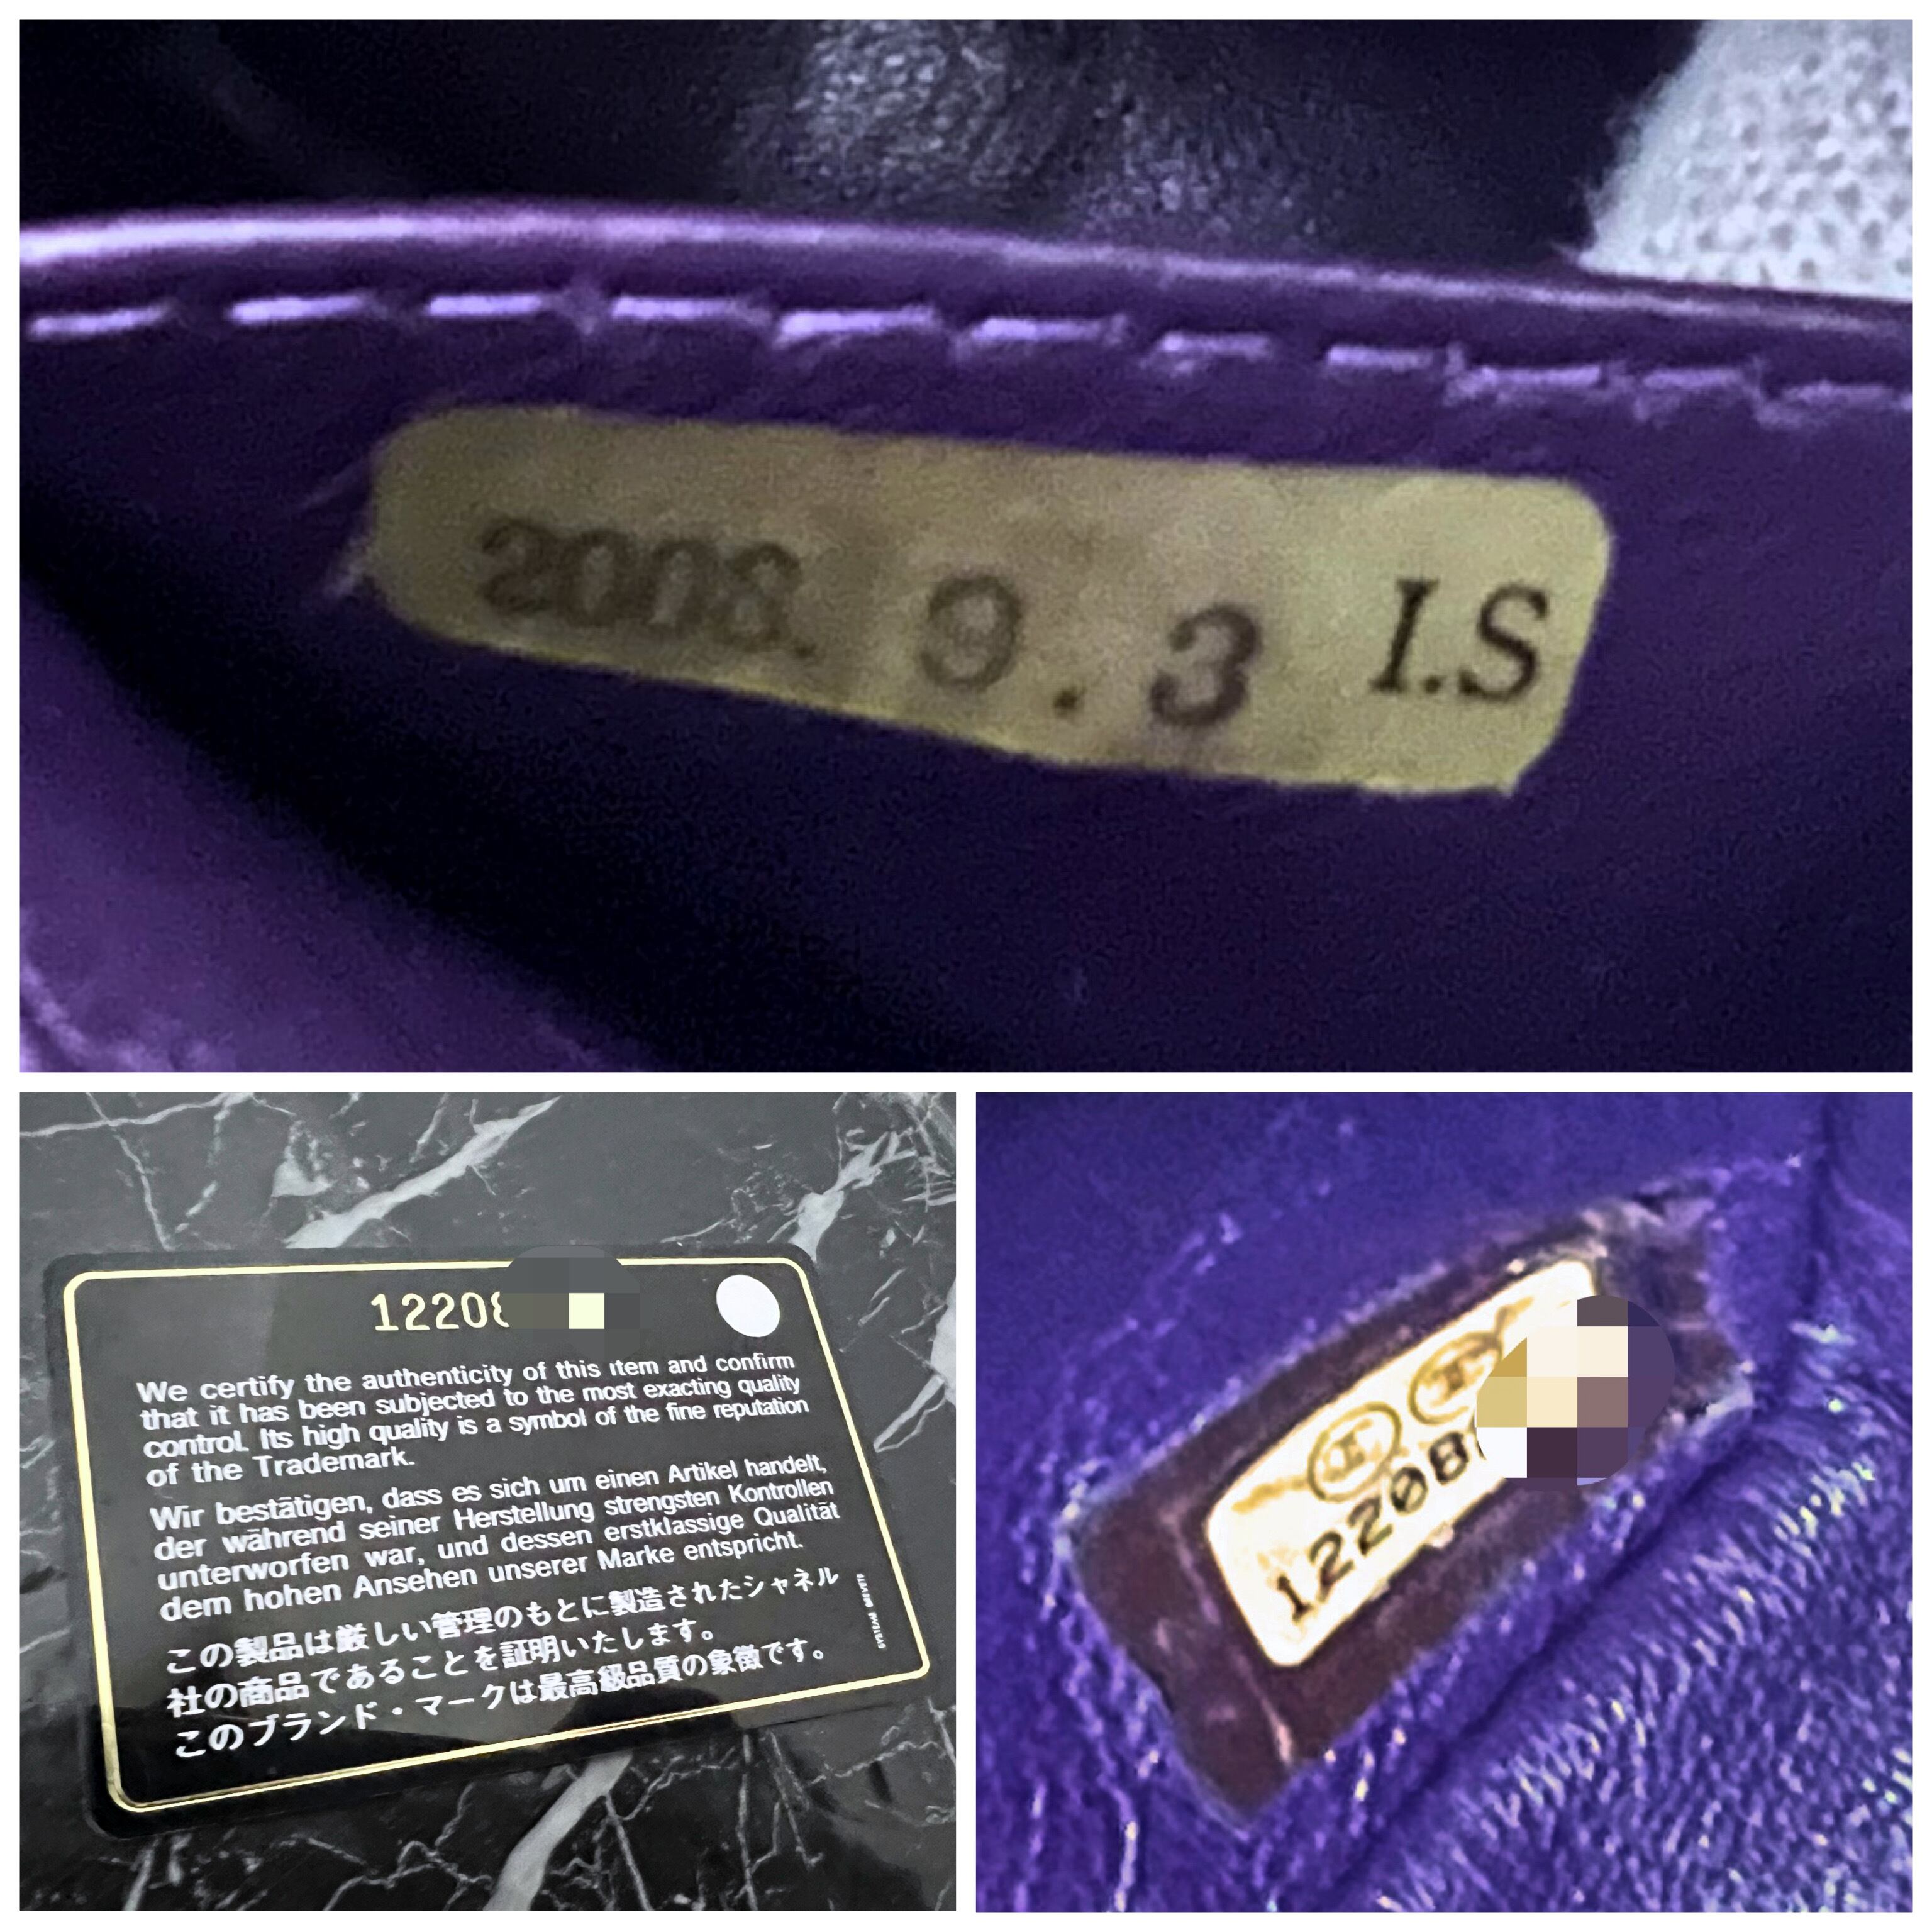 2008. 9.3 I.S
12208
We certify the authenticity of this item and confirm
that it has been subjected to the most exacting quality
control. Its high quality is a symbol of the fine reputation
of the Trademark.
Wir bestätigen, dass es sich um einen Artikel handelt,
der während seiner Herstellung strengsten Kontrollen
unterworfen war, und dessen erstklassige Qualität
dem hohen Ansehen unserer Marke entspricht.
この製品は厳しい管理のもとに製造されたシャネル
社の商品であることを証明いたします。
このブランド・マークは最高級品質の象徴です。
12208